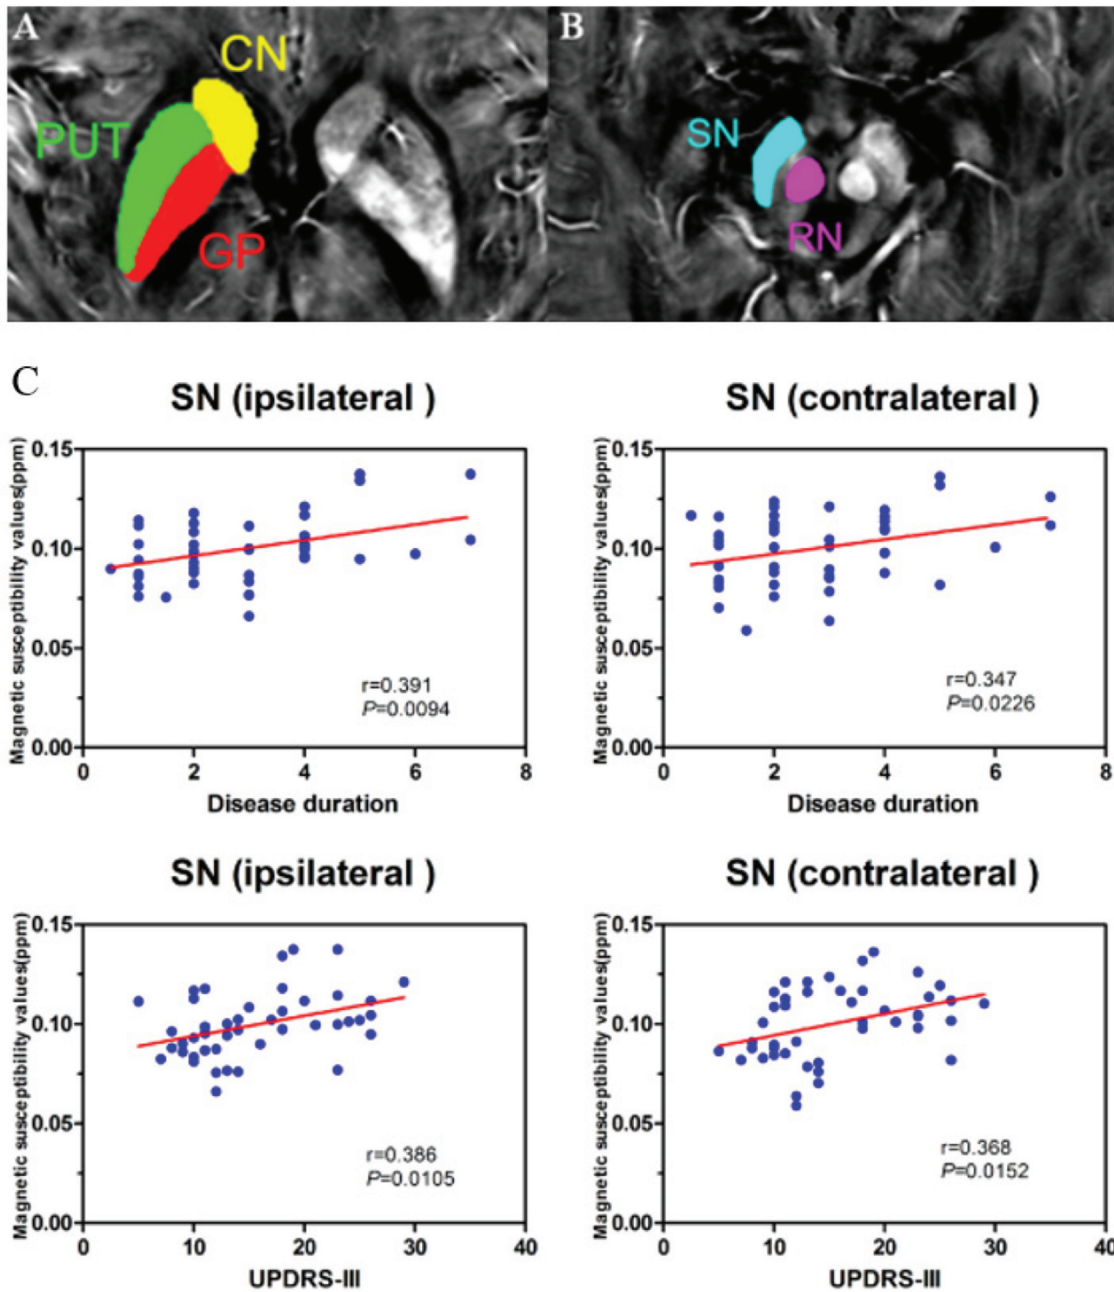 A
CN
PUT
GP
B
SN
RN
C
SN (ipsilateral )
Magnetic susceptibility values(ppm)
0.15
0.10
0.05
0.00
r=0.391
P=0.0094
0 2 4 6 8
Disease duration
SN (contralateral )
Magnetic susceptibility values(ppm)
0.15
0.10
0.05
0.00
r=0.347
P=0.0226
0 2 4 6 8
Disease duration
SN (ipsilateral )
Magnetic susceptibility values(ppm)
0.15
0.10
0.05
0.00
r=0.386
P=0.0105
0 10 20 30 40
UPDRS-III
SN (contralateral )
Magnetic susceptibility values(ppm)
0.15
0.10
0.05
0.00
r=0.368
P=0.0152
0 10 20 30 40
UPDRS-III